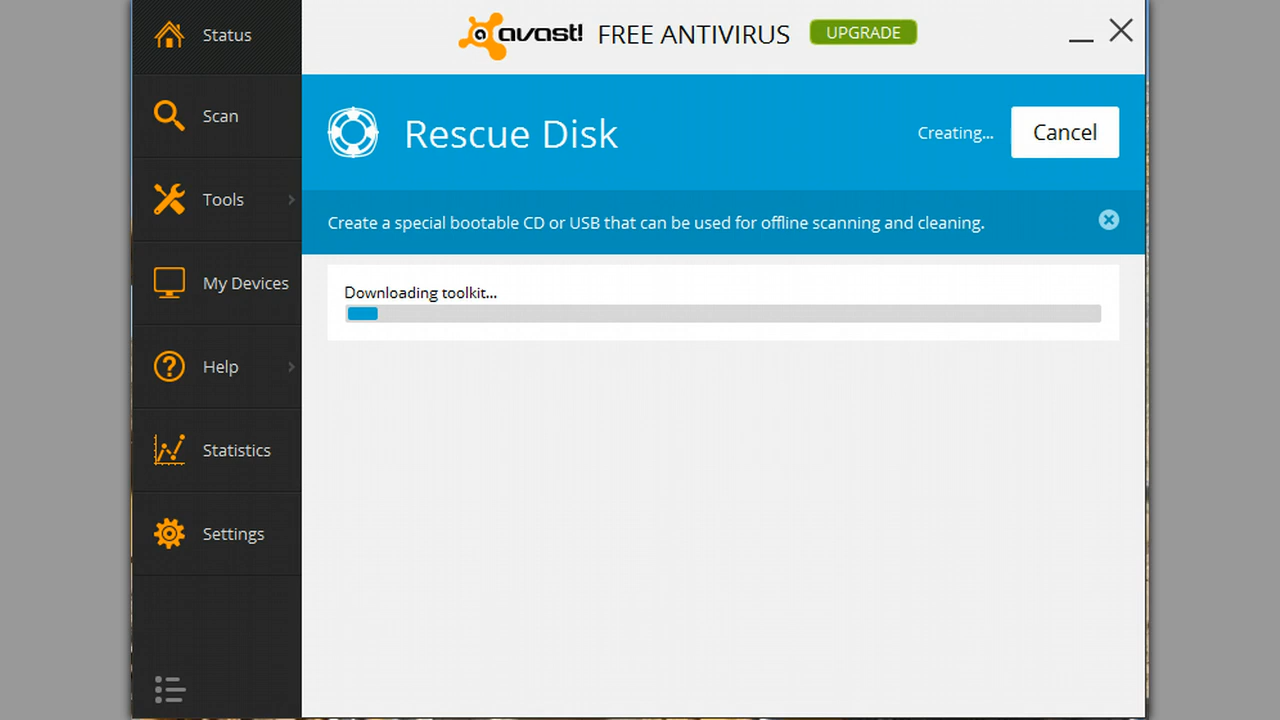 Status
avast! FREE ANTIVIRUS UPGRADE
Scan
Rescue Disk
Creating...
Cancel
Tools
Create a special bootable CD or USB that can be used for offline scanning and cleaning.
My Devices
Downloading toolkit...
Help
Statistics
Settings